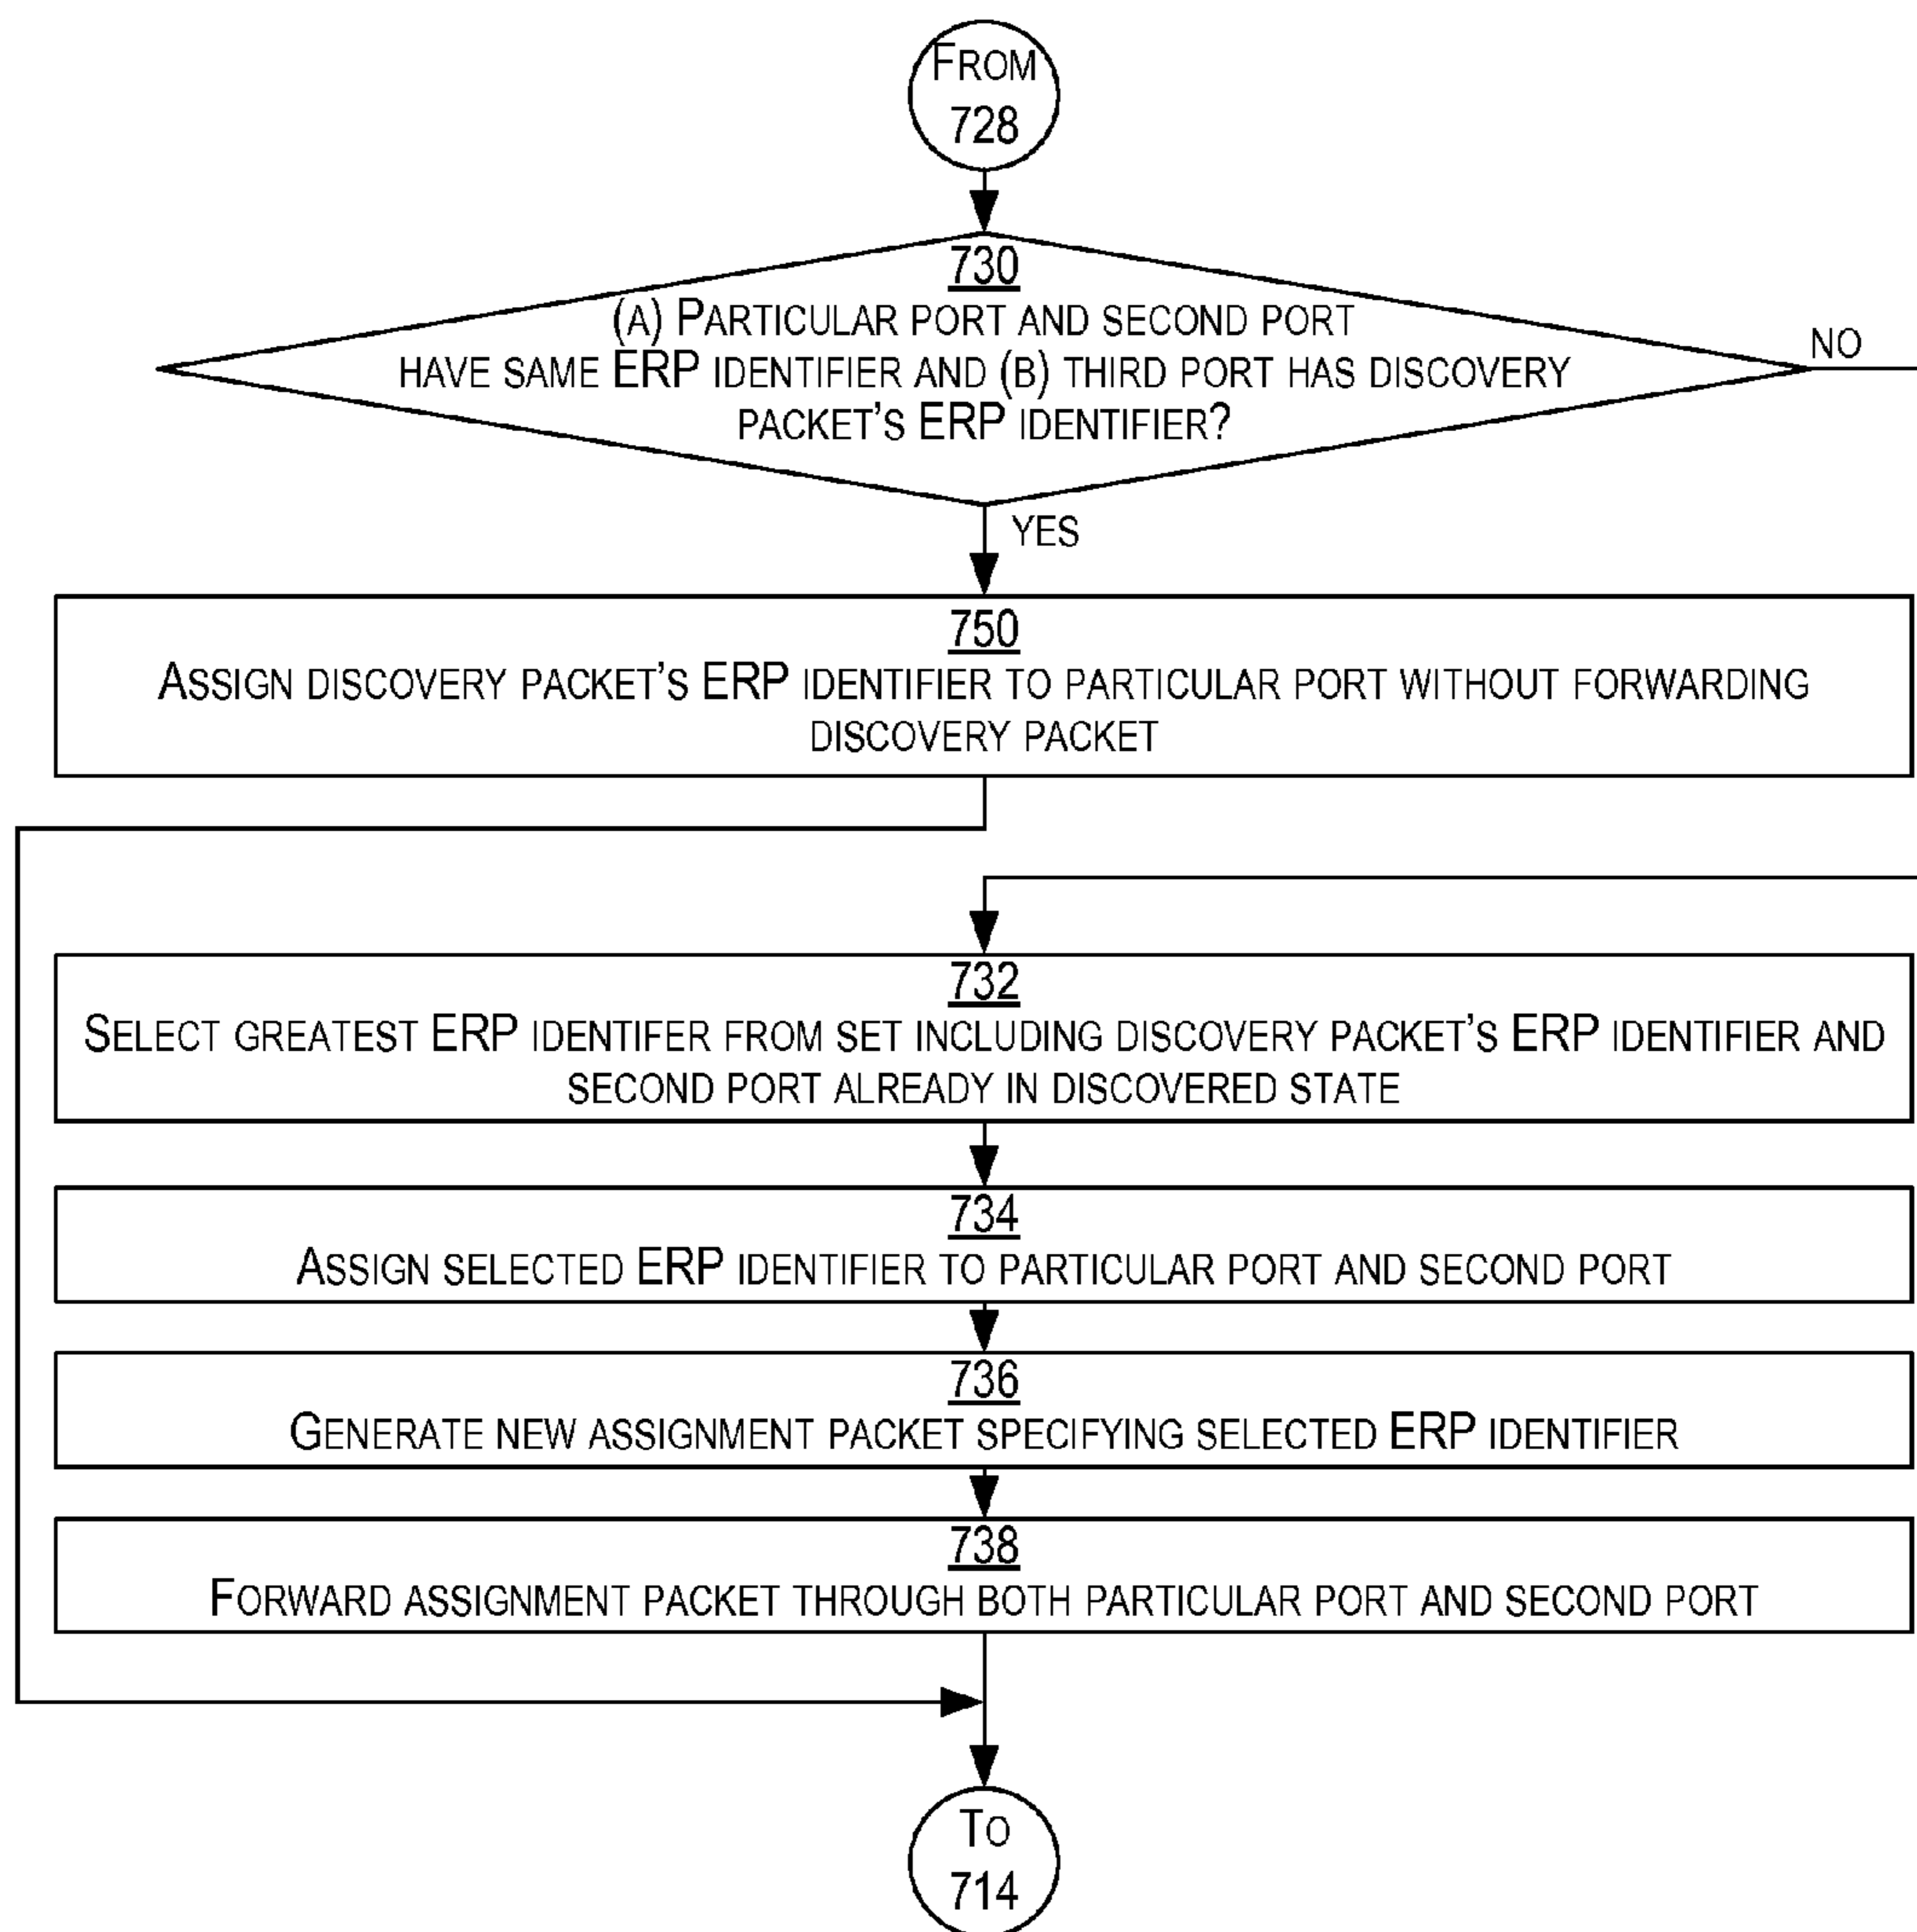 From
728
730
(a) Particular port and second port
have same ERP identifier and (b) third port has discovery
packet's ERP identifier?
no
yes
750
Assign discovery packet's ERP identifier to particular port without forwarding
discovery packet
732
Select greatest ERP identifer from set including discovery packet's ERP identifier and
second port already in discovered state
734
Assign selected ERP identifier to particular port and second port
736
Generate new assignment packet specifying selected ERP identifier
738
Forward assignment packet through both particular port and second port
To
714